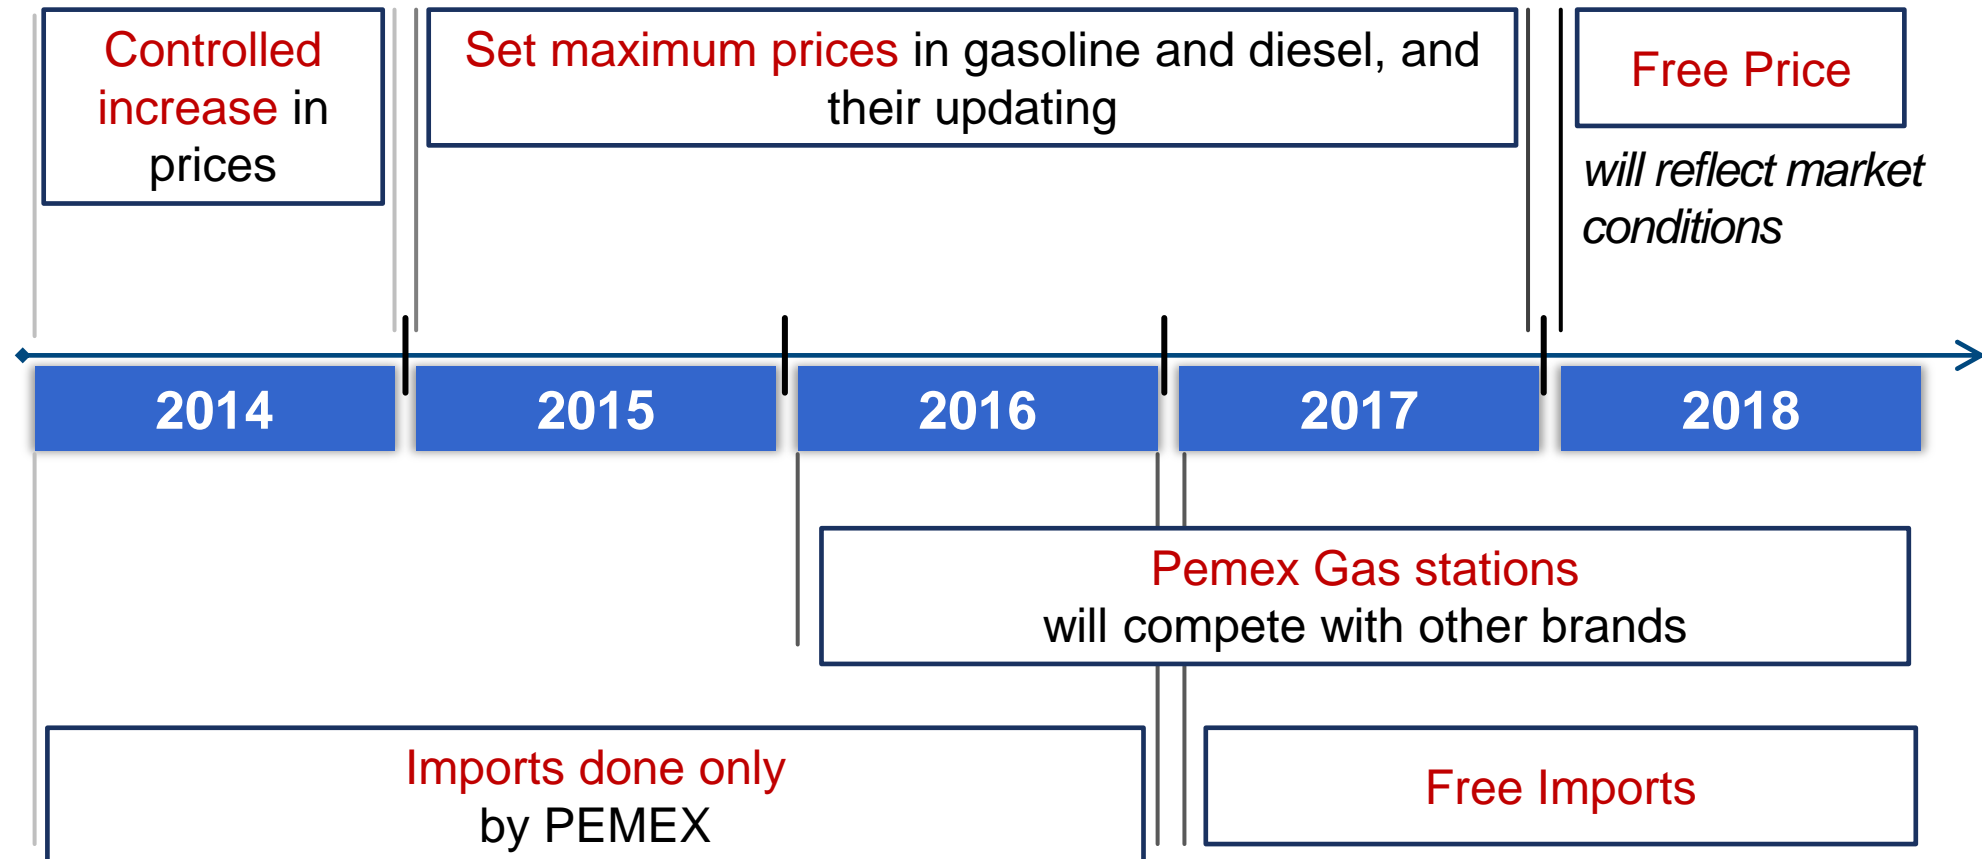 Controlled
increase in
prices
Set maximum prices in gasoline and diesel, and
their updating
Free Price
will reflect market
conditions
2014
2015
2016
2017
2018
Pemex Gas stations
will compete with other brands
Imports done only
by PEMEX
Free Imports